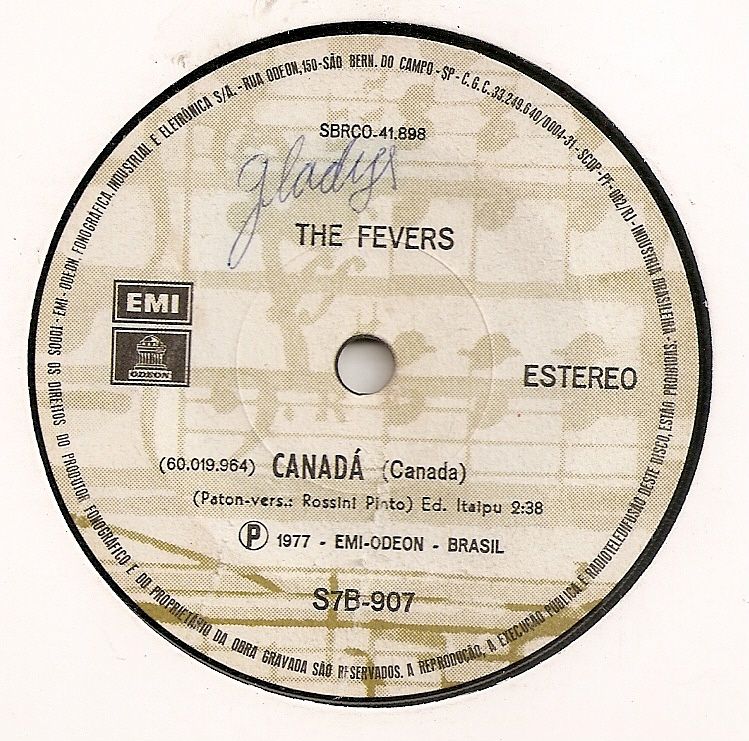 TODOS OS DIREITOS DO PRODUTOR FONOGRÁFICO E DO PROPRIETÁRIO DA OBRA GRAVADA SÃO RESERVADOS. A REPRODUÇÃO, A EXECUÇÃO PÚBLICA E RADIOTELEDIFUSÃO DESTE DISCO, ESTÃO PROIBIDAS
EMI - ODEON FONOGRÁFICA, INDUSTRIAL E ELETRÔNICA S/A. - RUA ODEON, 150 - SÃO BERN. DO CAMPO - SP - C.G.C. 33.249.640/0004-31 - SCDP-PF-002/RJ - INDUSTRIA BRASILEIRA
SBRCO-41.898
Gladys
THE FEVERS
EMI
ODEON
ESTEREO
(60.019.964) CANADÁ (Canada)
(Paton-vers.: Rossini Pinto) Ed. Itaipu 2:38
Ⓟ 1977 - EMI-ODEON - BRASIL
S7B-907